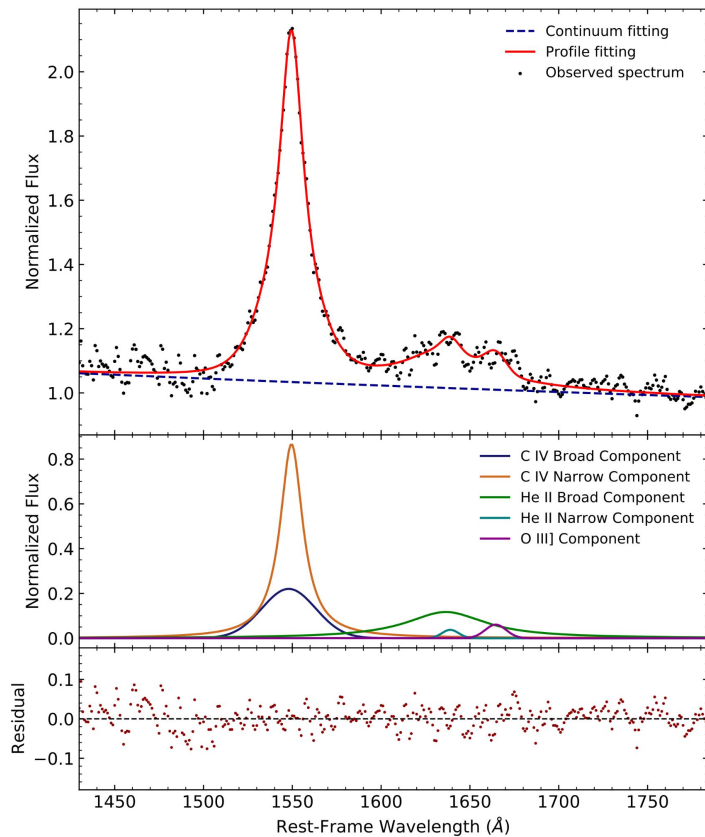 Continuum fitting
Profile fitting
Observed spectrum
2.0
1.8
1.6
1.4
1.2
1.0
Normalized Flux
C IV Broad Component
C IV Narrow Component
He II Broad Component
He II Narrow Component
O III] Component
0.8
0.6
0.4
0.2
0.0
Normalized Flux
0.1
0.0
−0.1
Residual
1450 1500 1550 1600 1650 1700 1750
Rest-Frame Wavelength (Å)